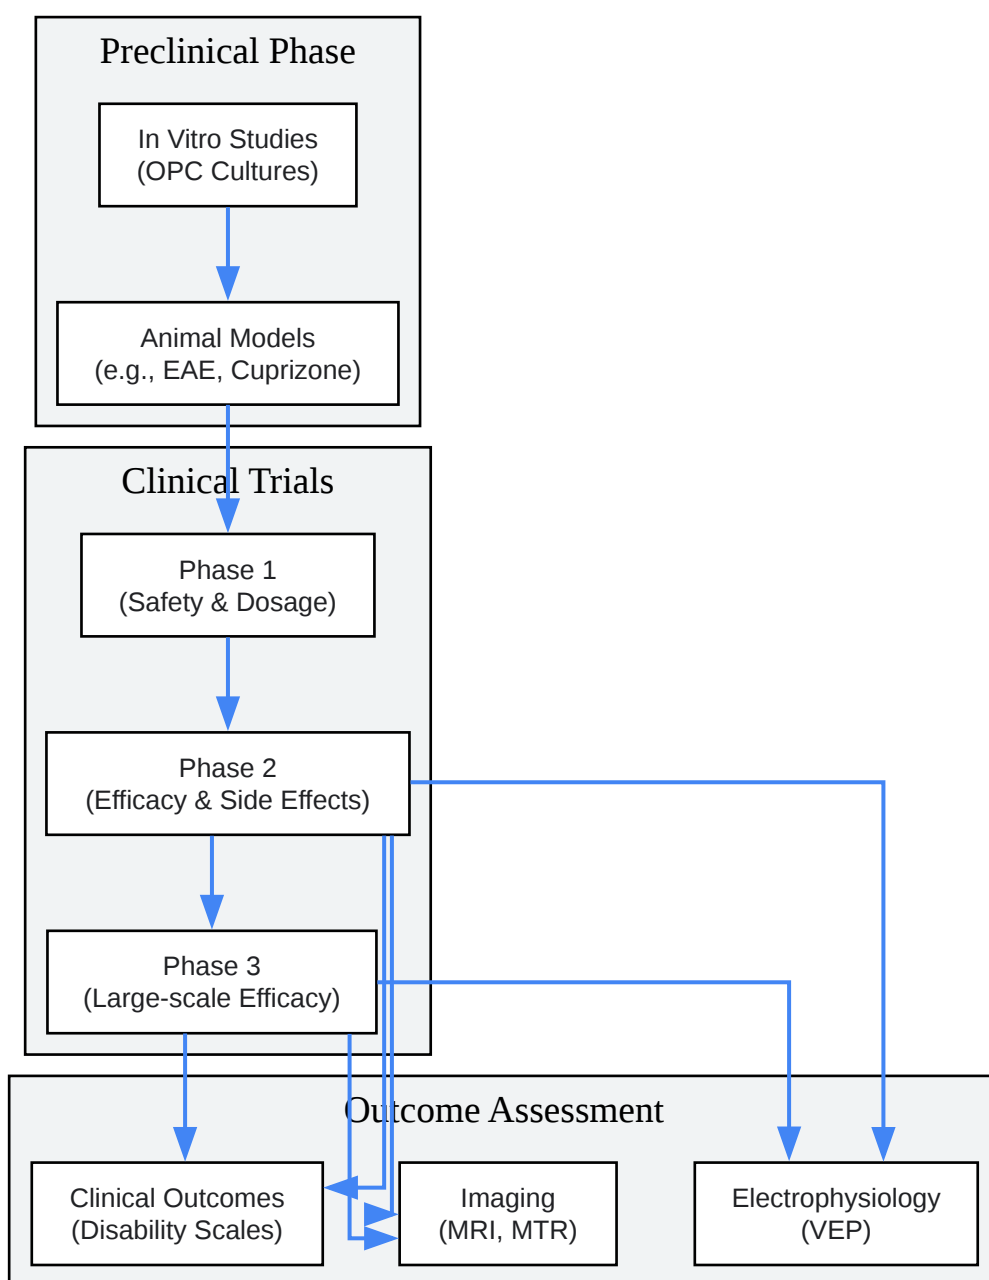 Preclinical Phase
In Vitro Studies
(OPC Cultures)
Animal Models
(e.g., EAE, Cuprizone)
Clinical Trials
Phase 1
(Safety & Dosage)
Phase 2
(Efficacy & Side Effects)
Phase 3
(Large-scale Efficacy)
Outcome Assessment
Clinical Outcomes
(Disability Scales)
Imaging
(MRI, MTR)
Electrophysiology
(VEP)